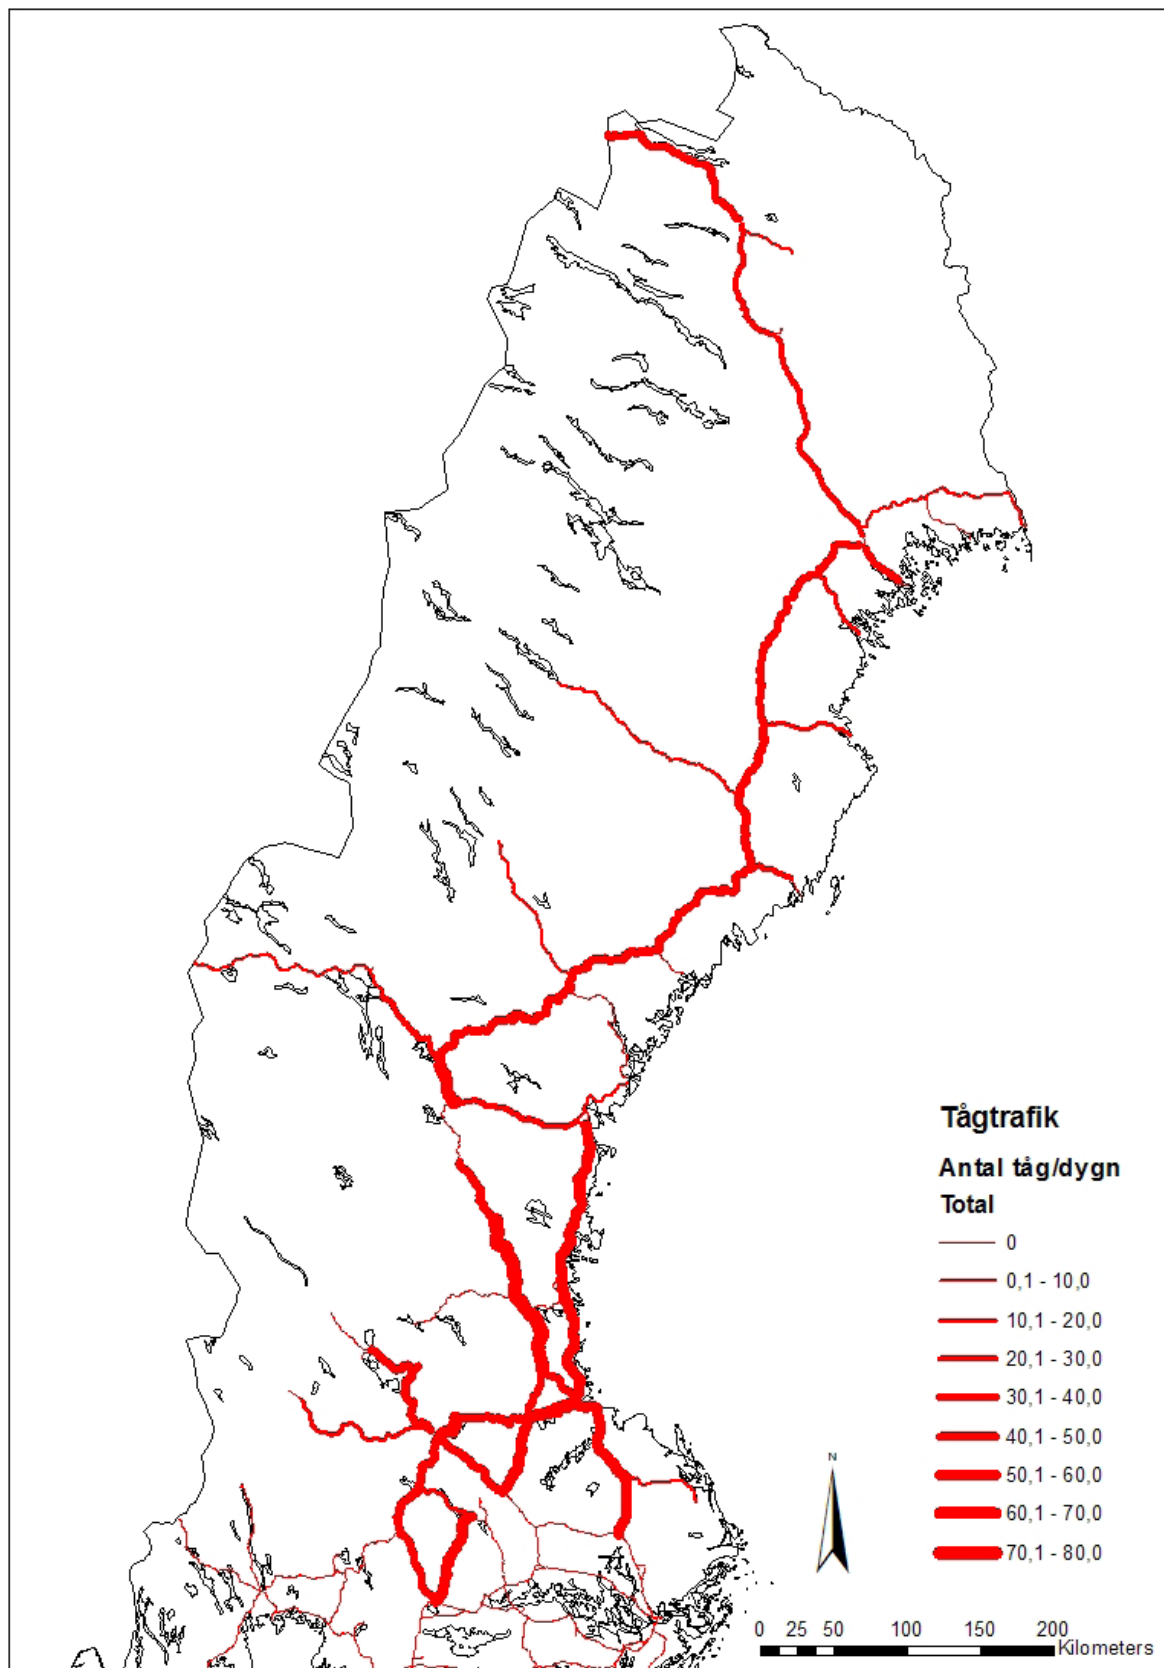 Tågtrafik
Antal tåg/dygn
Total
0
0,1 - 10,0
10,1 - 20,0
20,1 - 30,0
30,1 - 40,0
40,1 - 50,0
50,1 - 60,0
60,1 - 70,0
70,1 - 80,0
N
0 25 50 100 150 200
Kilometers